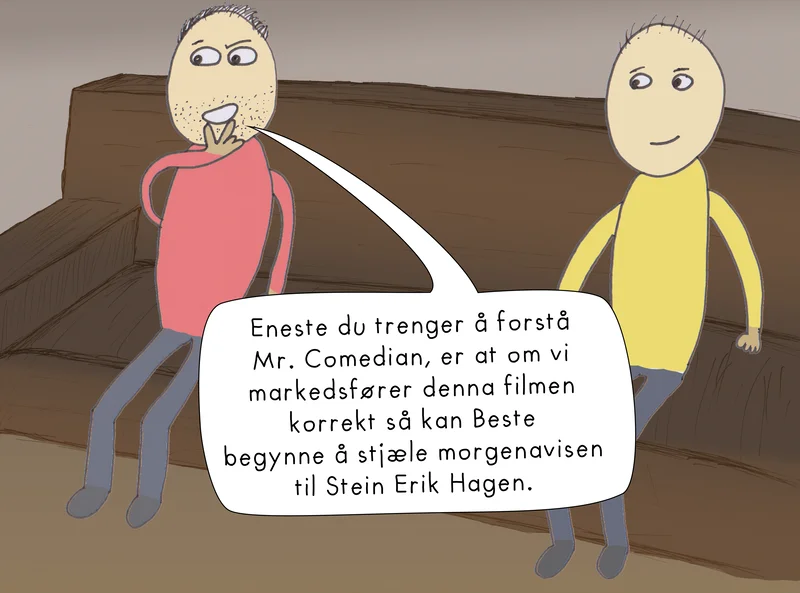 Eneste du trenger å forstå
Mr. Comedian, er at om vi
markedsfører denna filmen
korrekt så kan Beste
begynne å stjæle morgenavisen
til Stein Erik Hagen.